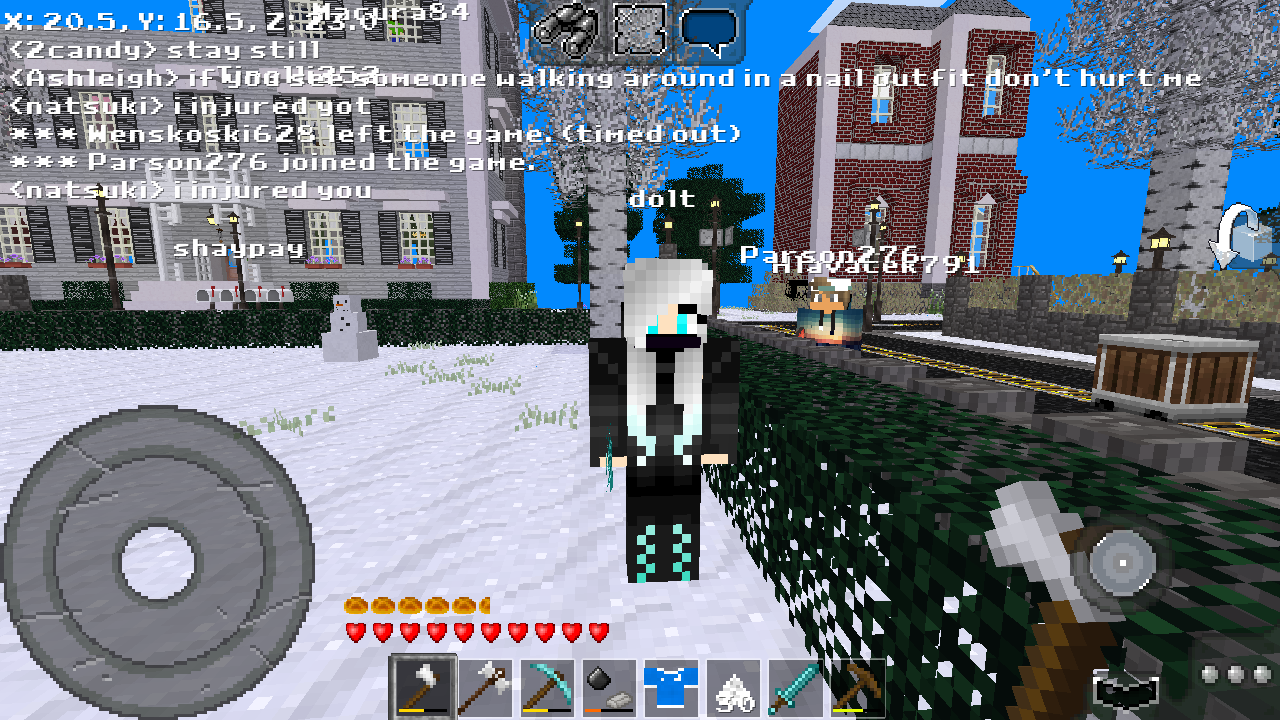 X: 20.5, Y: 16.5, Z: 23.0
Maqura84
<2candy> stay still
<Ashleigh> if you see someone walking around in a nail outfit don't hurt me
<natsuki> i injured yot
*** Wenskoski628 left the game. (timed out)
*** Parson276 joined the game.
<natsuki> i injured you
dolt
shaypay
Parson276
Hlavacek791